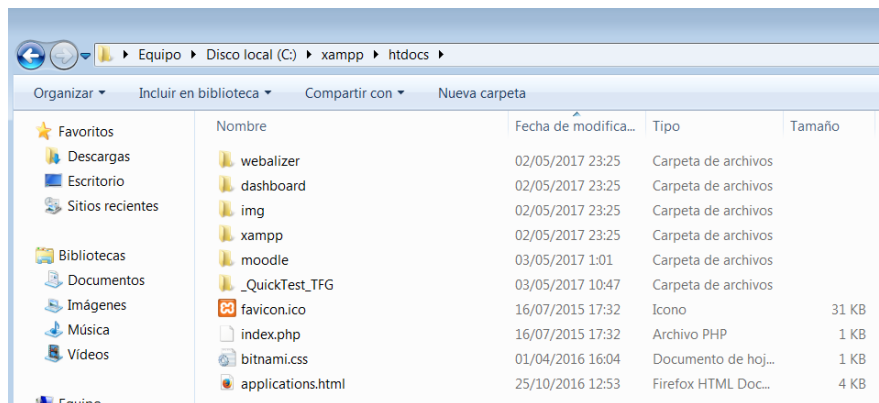 Equipo Disco local (C:) xampp htdocs
Organizar Incluir en biblioteca Compartir con Nueva carpeta
Favoritos
Descargas
Escritorio
Sitios recientes
Bibliotecas
Documentos
Imágenes
Música
Vídeos
Equipo
Nombre Fecha de modifica... Tipo Tamaño
webalizer 02/05/2017 23:25 Carpeta de archivos
dashboard 02/05/2017 23:25 Carpeta de archivos
img 02/05/2017 23:25 Carpeta de archivos
xampp 02/05/2017 23:25 Carpeta de archivos
moodle 03/05/2017 1:01 Carpeta de archivos
_QuickTest_TFG 03/05/2017 10:47 Carpeta de archivos
favicon.ico 16/07/2015 17:32 Icono 31 KB
index.php 16/07/2015 17:32 Archivo PHP 1 KB
bitnami.css 01/04/2016 16:04 Documento de hoj... 1 KB
applications.html 25/10/2016 12:53 Firefox HTML Doc... 4 KB